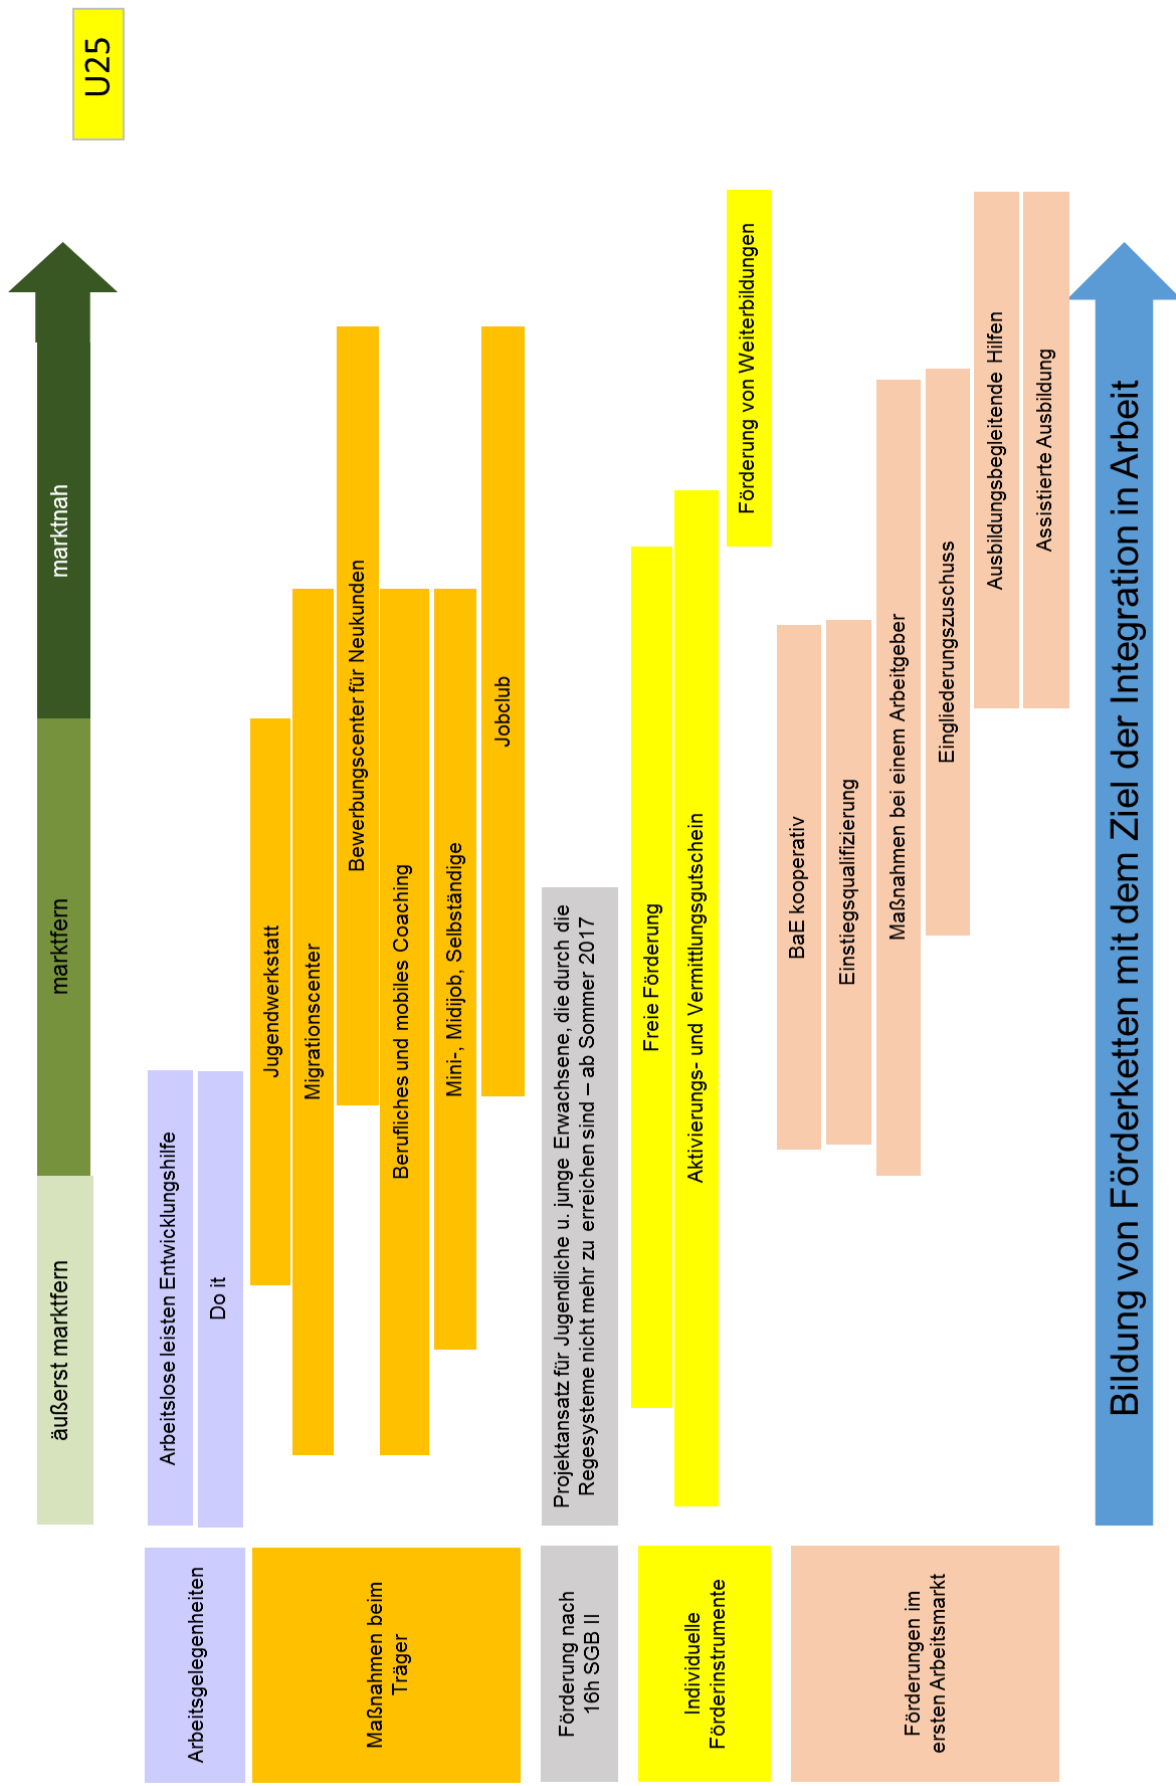 U25
äußerst marktfern
marktfern
marktnah
Arbeitsgelegenheiten
Arbeitslose leisten Entwicklungshilfe
Do it
Maßnahmen beim
Träger
Jugendwerkstatt
Migrationscenter
Bewerbungscenter für Neukunden
Berufliches und mobiles Coaching
Mini-, Midijob, Selbständige
Jobclub
Förderung nach
16h SGB II
Projektansatz für Jugendliche u. junge Erwachsene, die durch die
Regesysteme nicht mehr zu erreichen sind – ab Sommer 2017
Individuelle
Förderinstrumente
Freie Förderung
Aktivierungs- und Vermittlungsgutschein
Förderung von Weiterbildungen
Förderungen im
ersten Arbeitsmarkt
BaE kooperativ
Einstiegsqualifizierung
Maßnahmen bei einem Arbeitgeber
Eingliederungszuschuss
Ausbildungsbegleitende Hilfen
Assistierte Ausbildung
Bildung von Förderketten mit dem Ziel der Integration in Arbeit